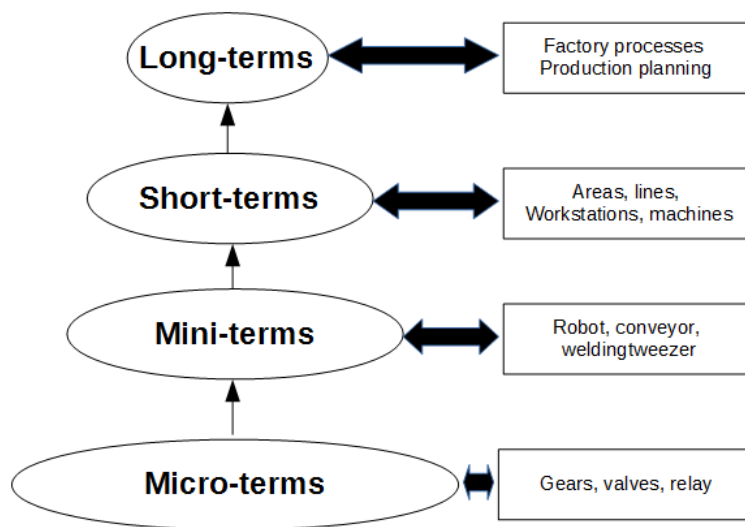 Long-terms
Factory processes
Production planning
Short-terms
Areas, lines,
Workstations, machines
Mini-terms
Robot, conveyor,
weldingtweezer
Micro-terms
Gears, valves, relay